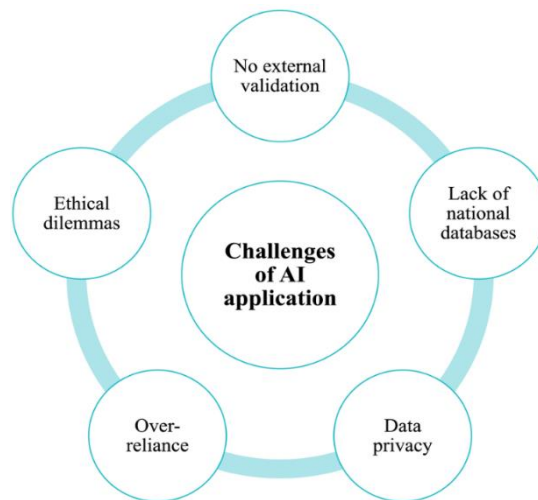 No external
validation
Lack of
national
databases
Data
privacy
Over-
reliance
Ethical
dilemmas
Challenges
of AI
application